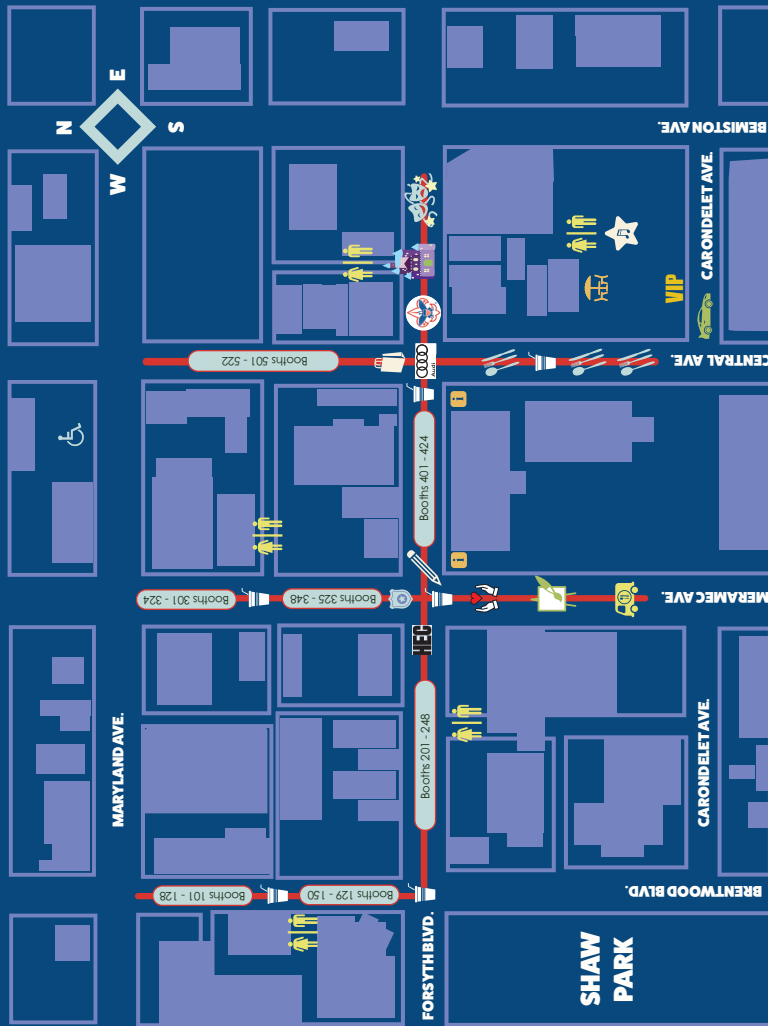 E
N
S
W
BEMISTON AVE.
CARONDELET AVE.
VIP
Booths 501 - 522
Audi
CENTRAL AVE.
Booths 401 - 424
Booths 301 - 324
Booths 325 - 348
MERAMEC AVE.
HEC
Booths 201 - 248
MARYLAND AVE.
CARONDELET AVE.
Booths 101 - 128
Booths 129 - 150
BRENTWOOD BLVD.
FORSYTH BLVD.
SHAW
PARK
i
i